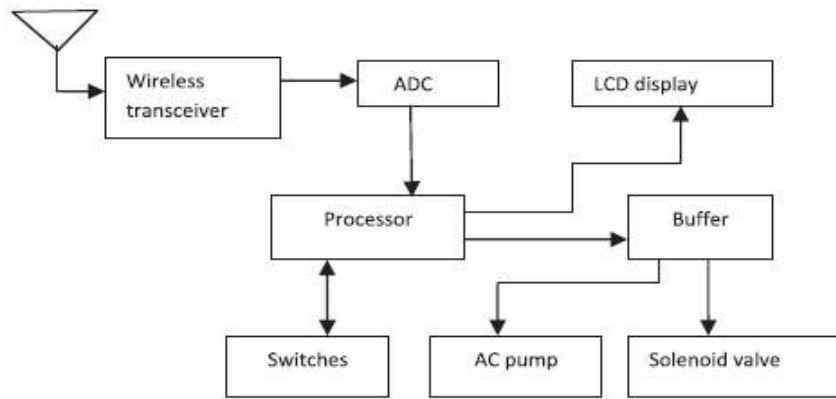 Wireless
transceiver
ADC
LCD display
Processor
Buffer
Switches
AC pump
Solenoid valve